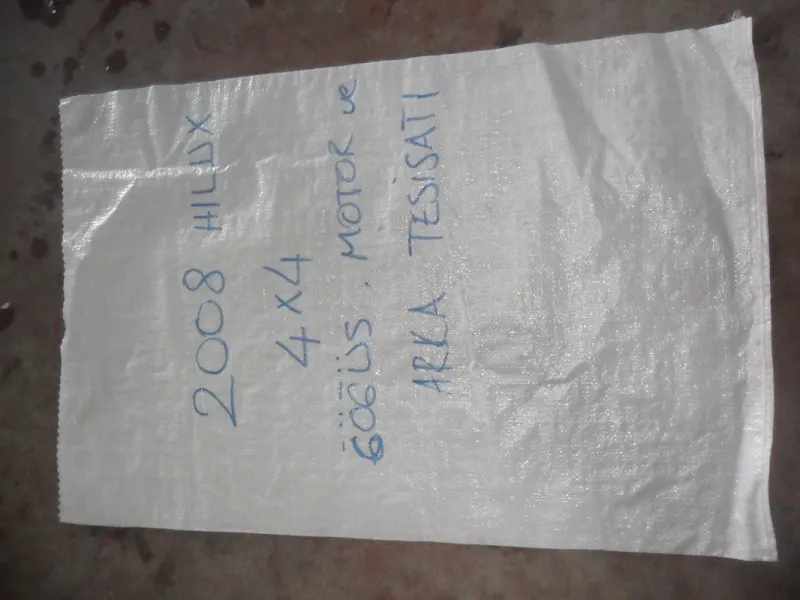 2008 HILUX
4x4
GÖĞÜS. MOTOR ve
ARKA TESİSATI